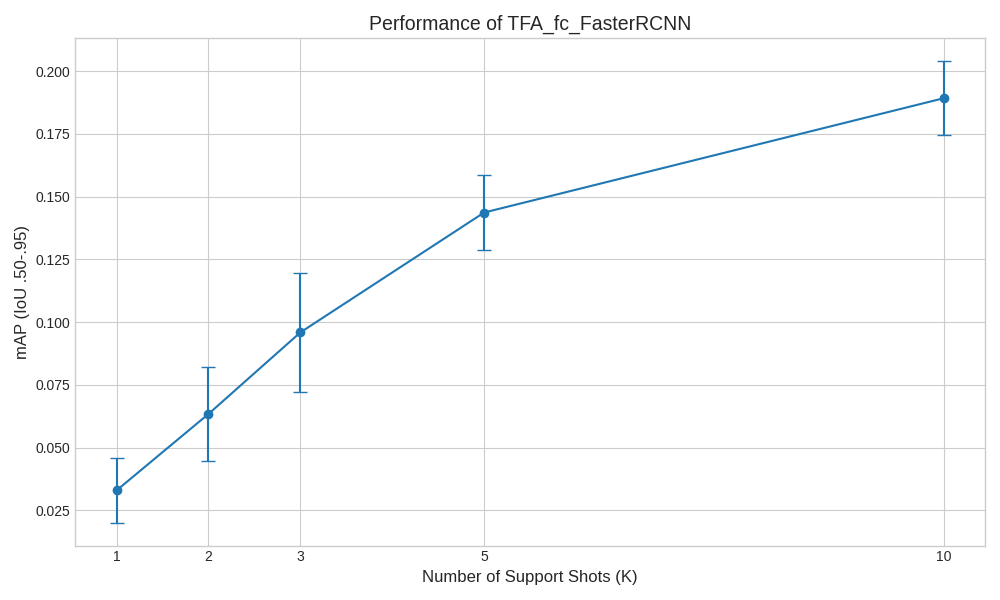 Performance of TFA_fc_FasterRCNN
mAP (IoU .50-.95)
0.200
0.175
0.150
0.125
0.100
0.075
0.050
0.025
1 2 3 5 10
Number of Support Shots (K)